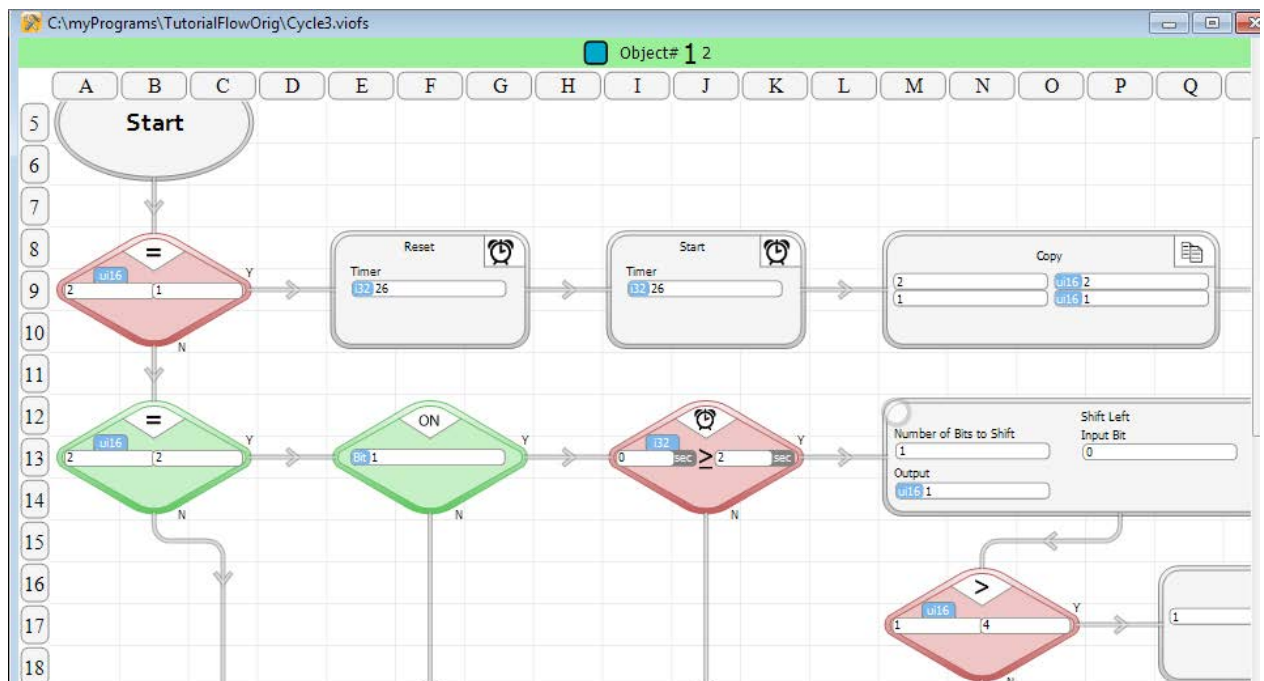 C:\myPrograms\TutorialFlowOrig\Cycle3.viofs
Object# 1 2
A B C D E F G H I J K L M N O P Q
5
Start
6
7
8
= Reset Start Copy
ui16 Y Timer Timer
9
2 1 i32 26 i32 26 2 ui16 2
1 ui16 1
10
N
11
12
= ON Shift Left
ui16 Y Y i32 Y Number of Bits to Shift Input Bit
13
2 2 Bit 1 0 sec ≥ 2 sec 1 0
Output
14
ui16 1
N N N
15
16
>
ui16 Y
17
1 4 1
18
N